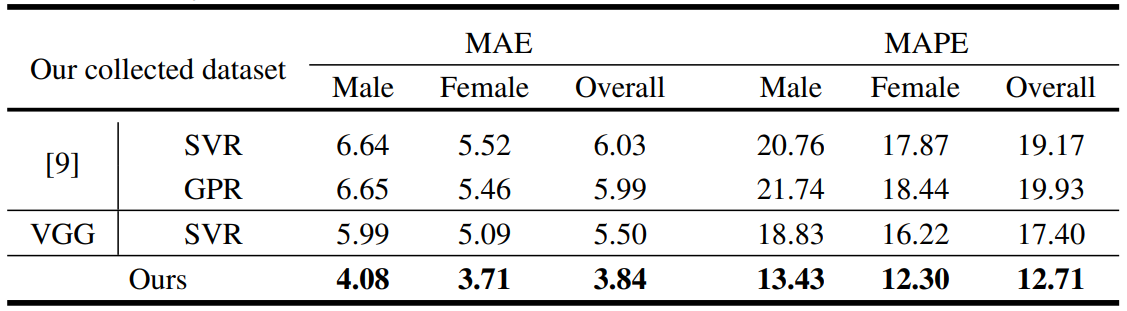 MAE MAPE
Our collected dataset
Male Female Overall Male Female Overall
SVR 6.64 5.52 6.03 20.76 17.87 19.17
[9]
GPR 6.65 5.46 5.99 21.74 18.44 19.93
VGG SVR 5.99 5.09 5.50 18.83 16.22 17.40
Ours 4.08 3.71 3.84 13.43 12.30 12.71